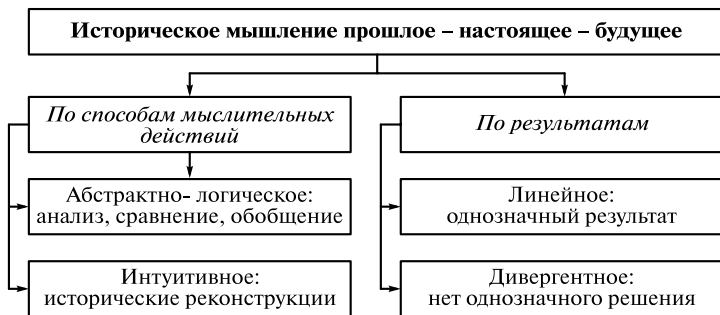 Историческое мышление прошлое – настоящее – будущее
По способам мыслительных
действий
Абстрактно- логическое:
анализ, сравнение, обобщение
Интуитивное:
исторические реконструкции
По результатам
Линейное:
однозначный результат
Дивергентное:
нет однозначного решения